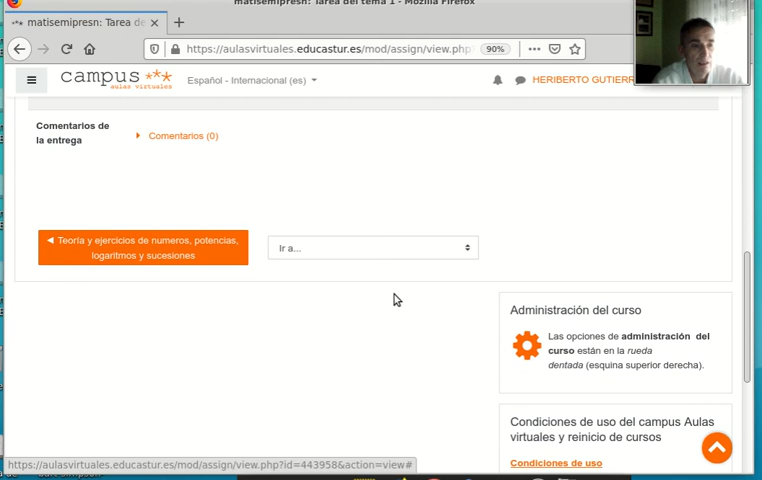 matisemipresn: Tarea del tema 1 - Mozilla Firefox
matisemipresn: Tarea de
https://aulasvirtuales.educastur.es/mod/assign/view.php
90%
campus
aulas virtuales
Español - Internacional (es)
HERIBERTO GUTIERR
Comentarios de
la entrega
Comentarios (0)
◄ Teoría y ejercicios de numeros, potencias,
logaritmos y sucesiones
Ir a...
Administración del curso
Las opciones de administración del
curso están en la rueda
dentada (esquina superior derecha).
Condiciones de uso del campus Aulas
virtuales y reinicio de cursos
Condiciones de uso
https://aulasvirtuales.educastur.es/mod/assign/view.php?id=443958&action=view#